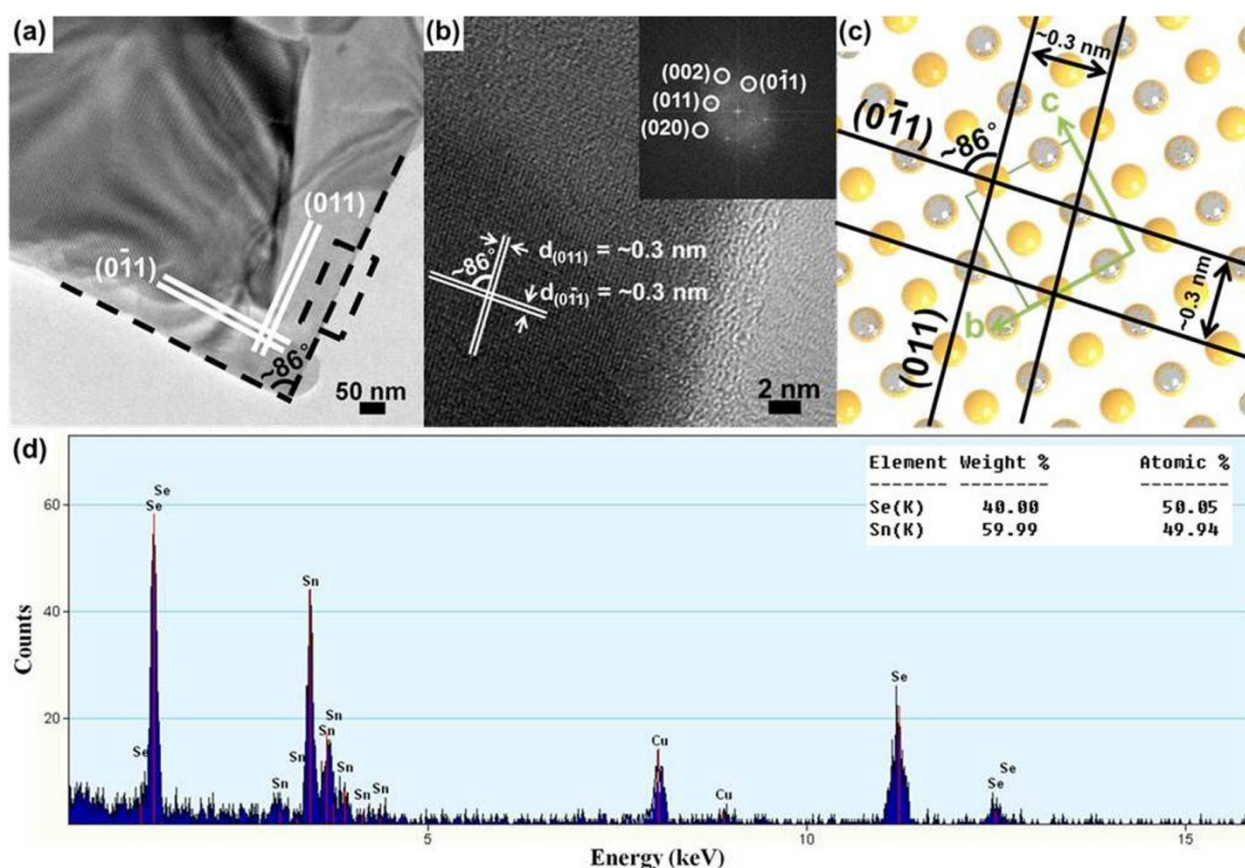 (a)
(011)
(01̄1)
~86°
50 nm
(b)
(002)
(01̄1)
(011)
(020)
d(011) = ~0.3 nm
~86°
d(01̄1) = ~0.3 nm
2 nm
(c)
~0.3 nm
(01̄1)
~86°
c
~0.3 nm
b
(011)
(d)
Element Weight % Atomic %
------- -------- --------
Se(K) 40.00 50.05
Sn(K) 59.99 49.94
Counts
60
40
20
Se
Se
Se
Sn
Sn
Sn
Sn
Sn
Sn
Sn
Sn
Cu
Cu
Se
Se
Se
5
10
15
Energy (keV)